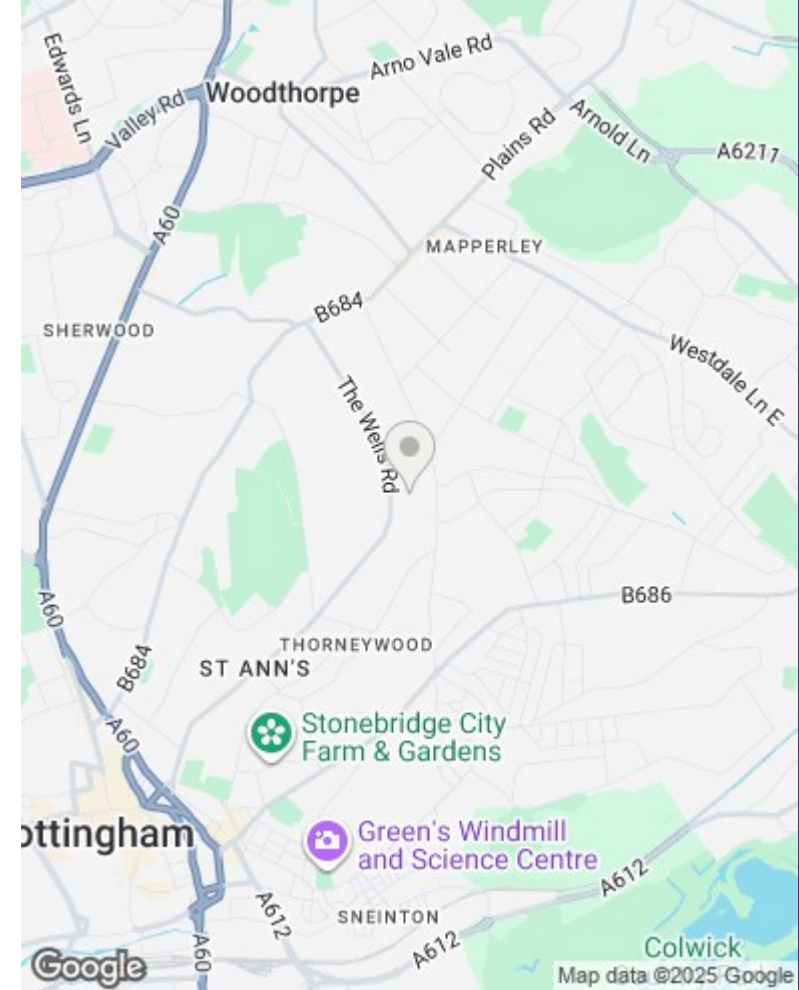 Edwards Ln
Arno Vale Rd
Woodthorpe
Valley Rd
Plains Rd
Arnold Ln
A6211
A60
MAPPERLEY
B684
SHERWOOD
Westdale Ln E
The Wells Rd
B686
A60
THORNEYWOOD
B684
ST ANN'S
A60
Stonebridge City
Farm & Gardens
ottingham
Green's Windmill
and Science Centre
A612
A612
SNEINTON
A612
A60
Colwick
Google
Map data ©2025 Google